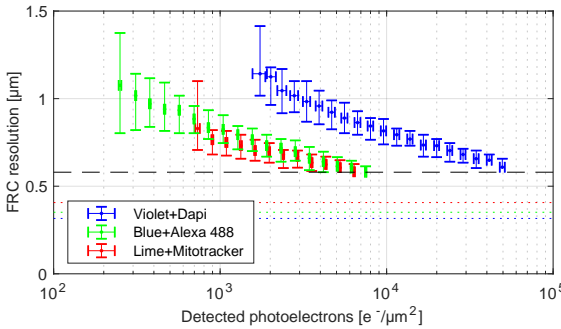 1.5
1
0.5
0
FRC resolution [μm]
Violet+Dapi
Blue+Alexa 488
Lime+Mitotracker
10² 10³ 10⁴ 10⁵
Detected photoelectrons [e⁻/μm²]